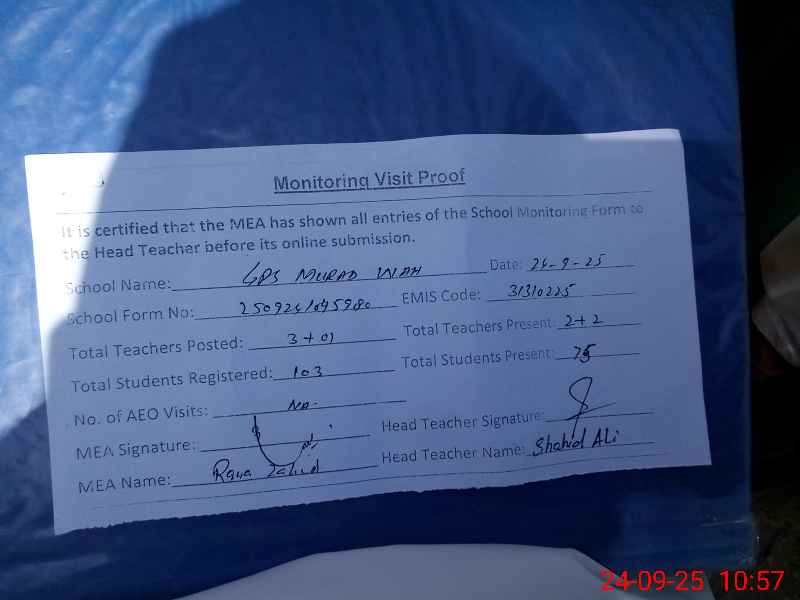 Monitoring Visit Proof
It is certified that the MEA has shown all entries of the School Monitoring Form to
the Head Teacher before its online submission.
School Name: GPS MURAD WAH Date: 24-9-25
School Form No: EMIS Code: 31310225
Total Teachers Posted: 3+01 Total Teachers Present: 2+2
Total Students Registered: 103 Total Students Present: 75
No. of AEO Visits:
MEA Signature: Head Teacher Signature:
MEA Name: Rana Zahid Head Teacher Name: Shahid Ali
24-09-25 10:57